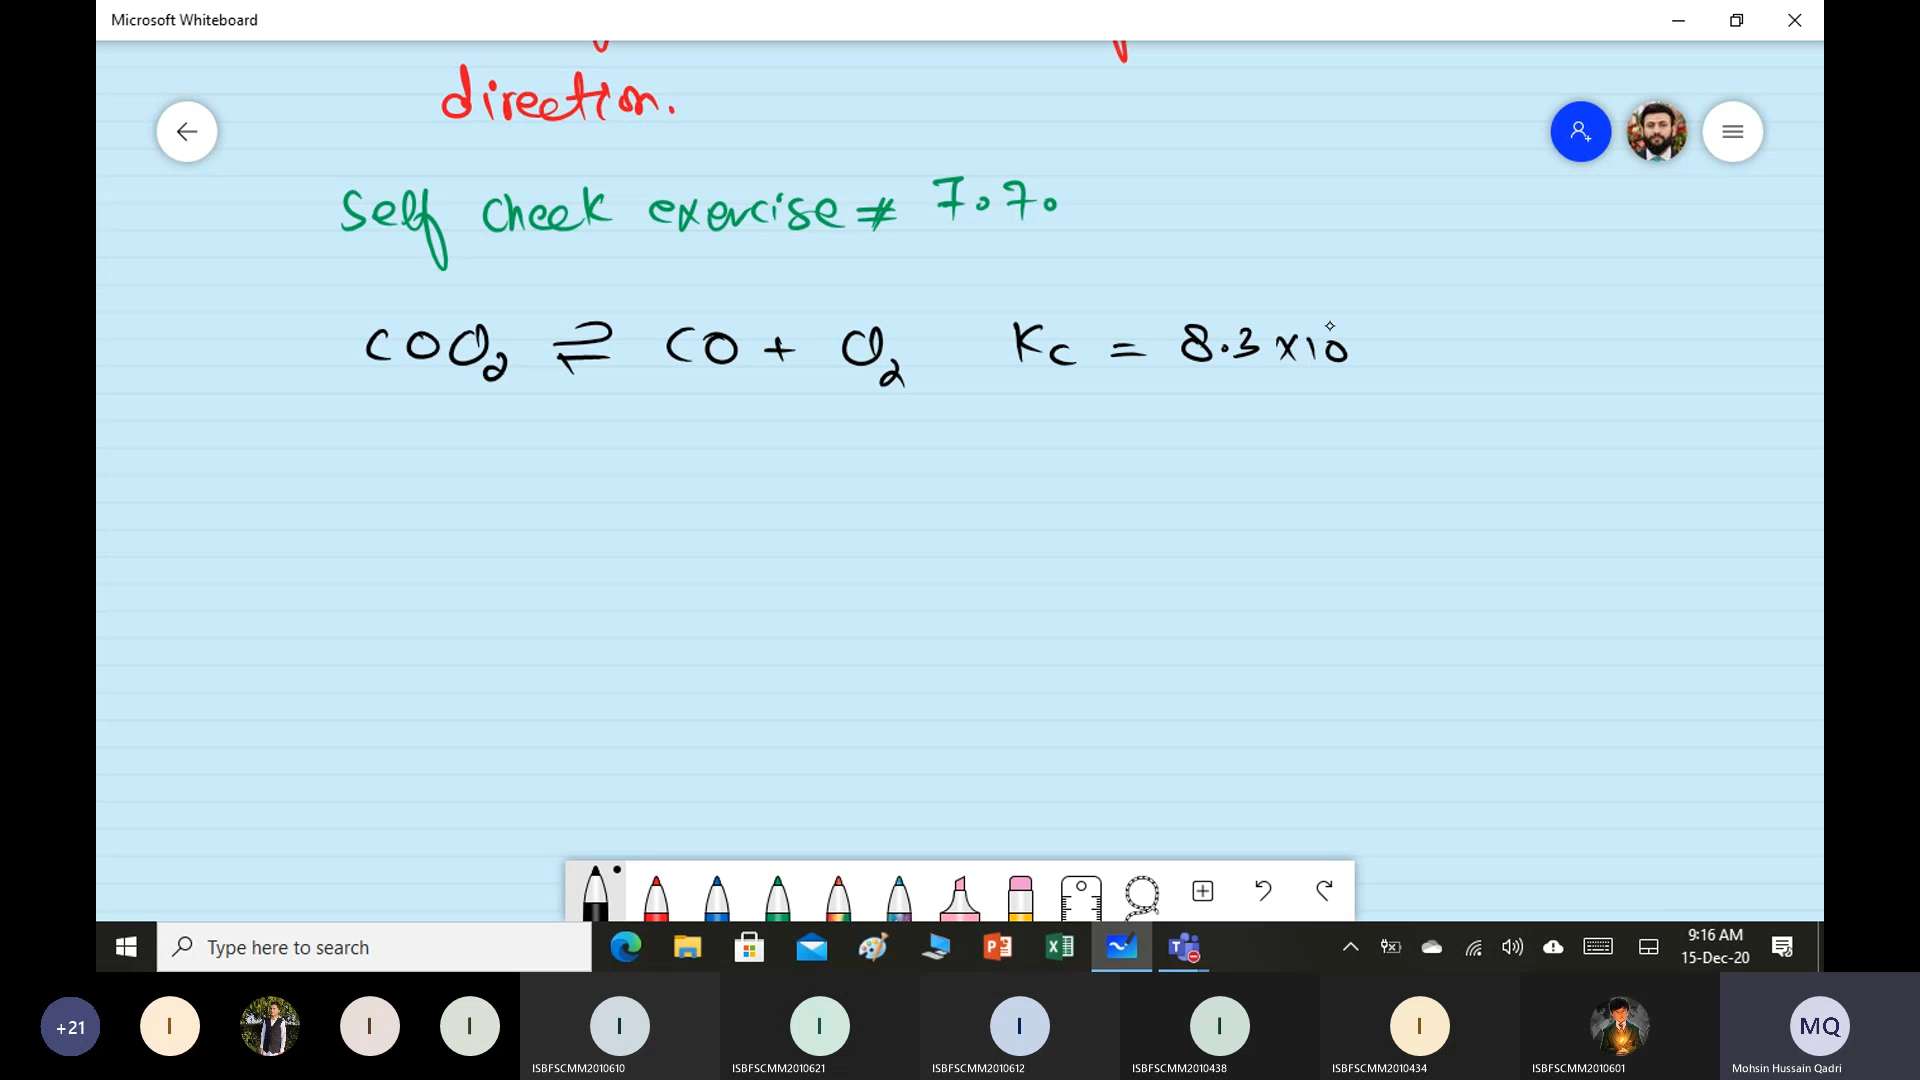 Microsoft Whiteboard
direction.
Self check exercise # 7.7.
COO₂ ⇌ CO + O₂ Kc = 8.3 x 10
Type here to search
9:16 AM
15-Dec-20
+21
I
I
I
I
I
I
I
I
MQ
ISBFSCMM2010610
ISBFSCMM2010621
ISBFSCMM2010612
ISBFSCMM2010438
ISBFSCMM2010434
ISBFSCMM2010601
Mohsin Hussain Qadri